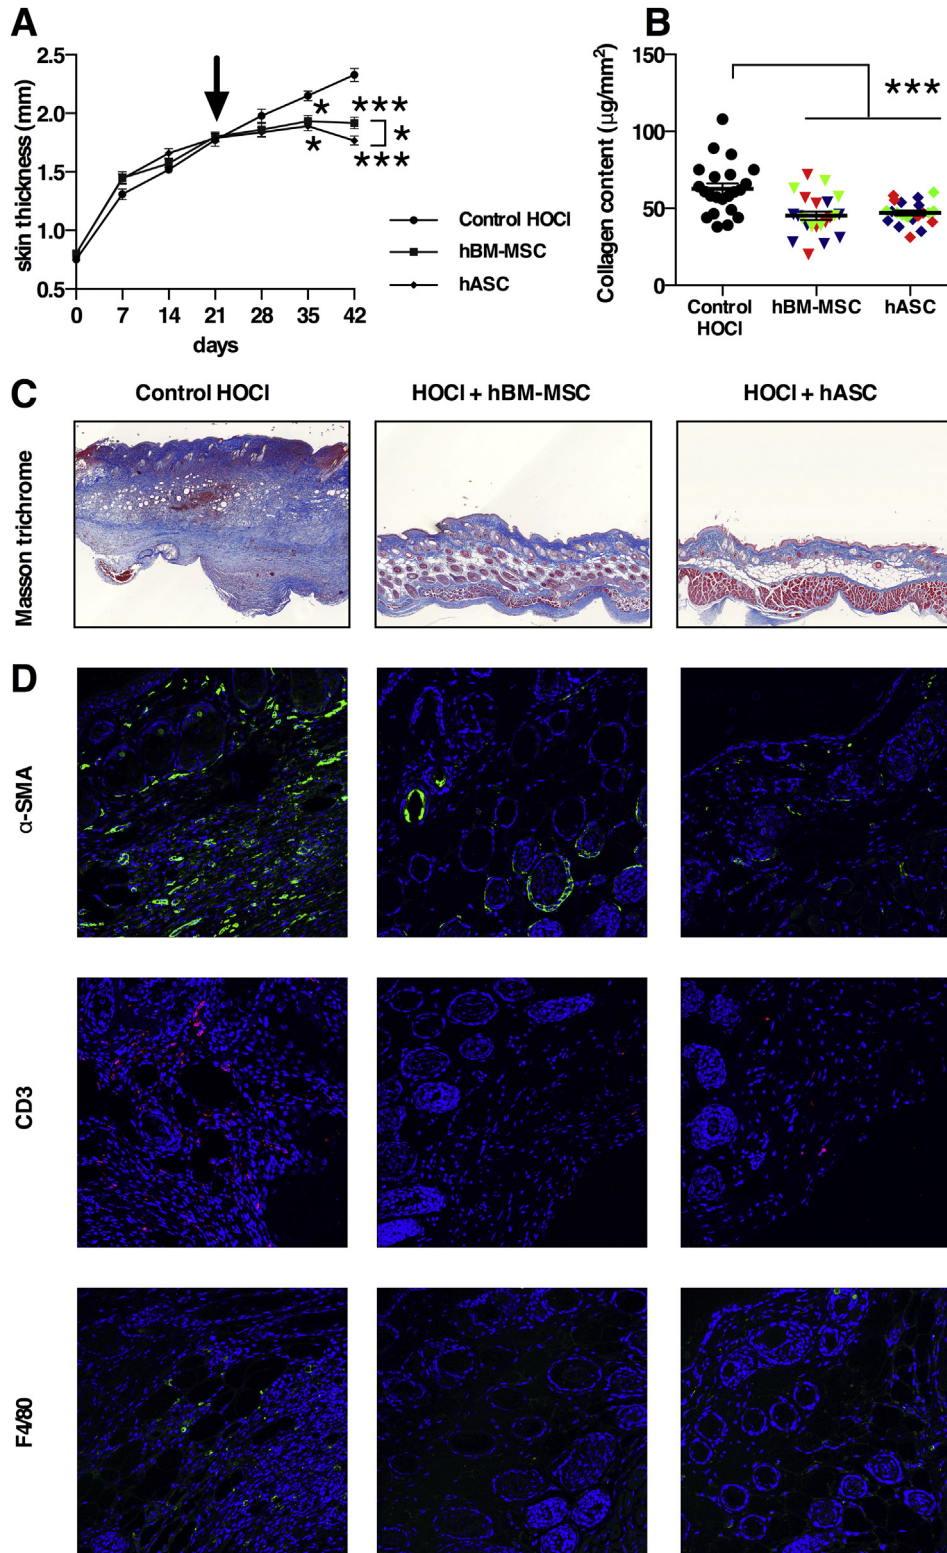 A
B
skin thickness (mm)
2.5
2.0
1.5
1.0
0.5
0 7 14 21 28 35 42
days
*
***
*
*
***
Control HOCl
hBM-MSC
hASC
Collagen content (μg/mm²)
150
100
50
0
***
Control HOCl
hBM-MSC
hASC
C
Control HOCl
HOCl + hBM-MSC
HOCl + hASC
Masson trichrome
D
α-SMA
CD3
F4/80